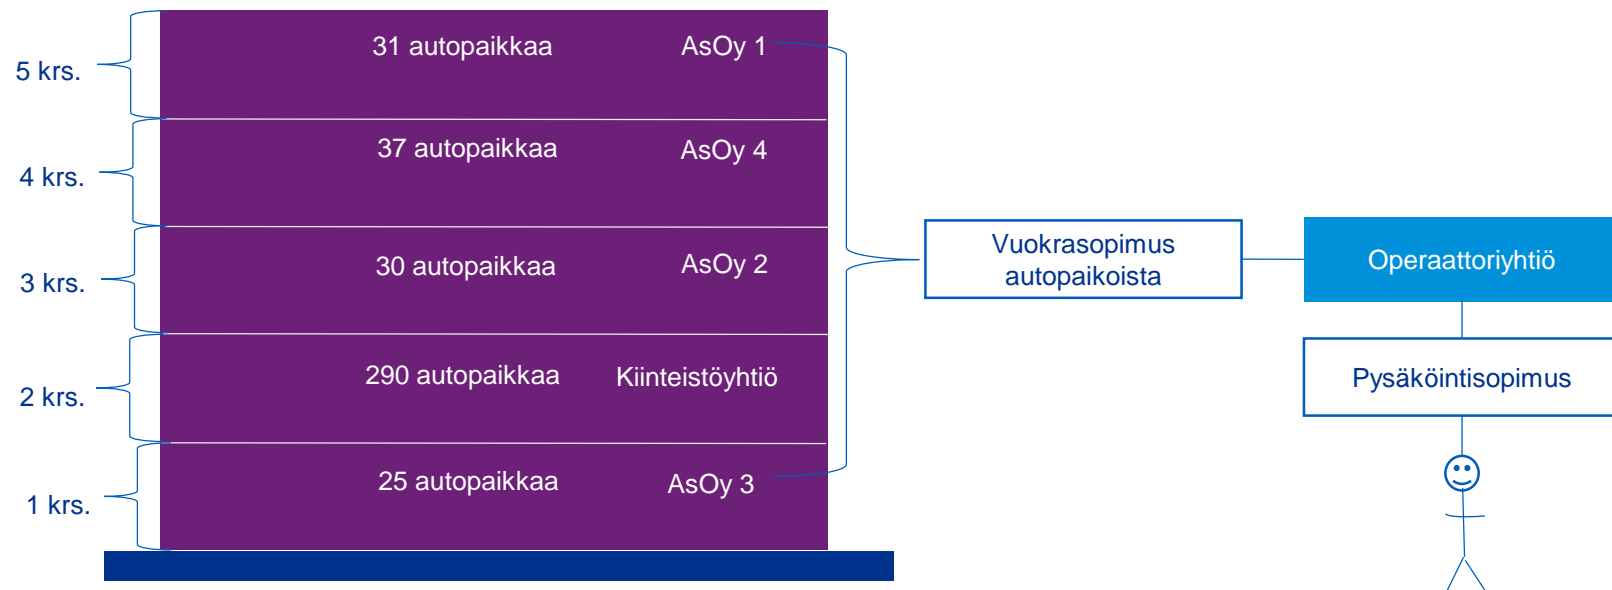 5 krs.
31 autopaikkaa
AsOy 1
4 krs.
37 autopaikkaa
AsOy 4
3 krs.
30 autopaikkaa
AsOy 2
2 krs.
290 autopaikkaa
Kiinteistöyhtiö
1 krs.
25 autopaikkaa
AsOy 3
Vuokrasopimus
autopaikoista
Operaattoriyhtiö
Pysäköintisopimus